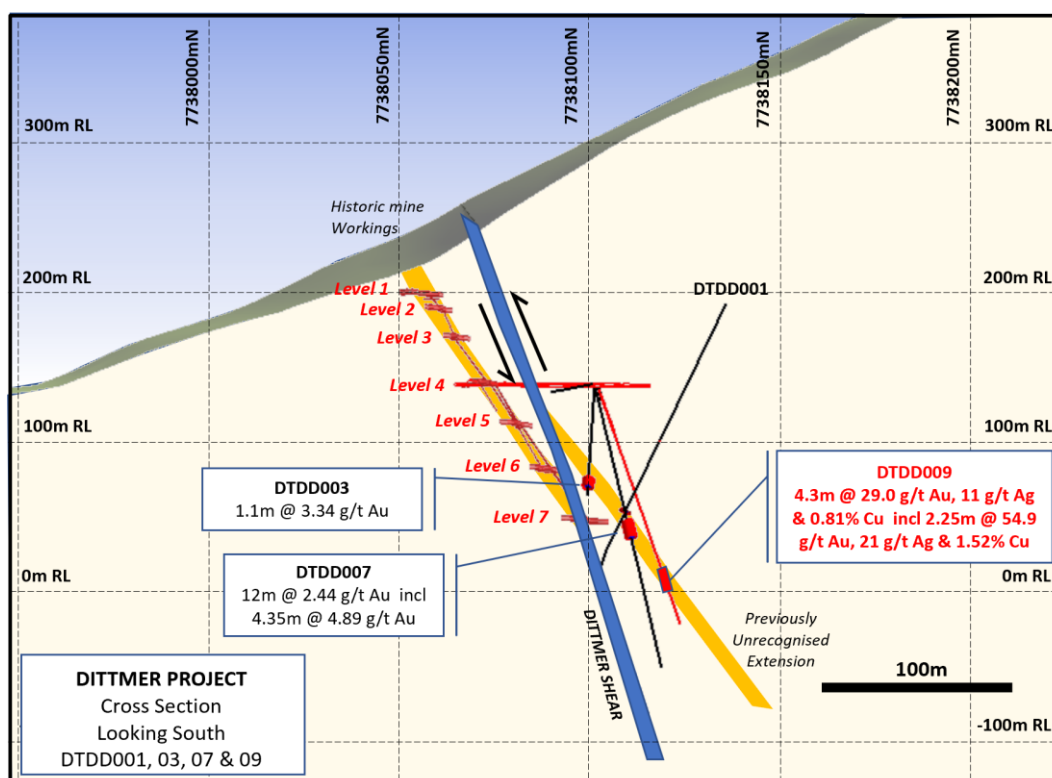 7738000mN
7738050mN
7738100mN
7738150mN
7738200mN
300m RL
300m RL
Historic mine
Workings
200m RL
200m RL
Level 1
Level 2
Level 3
Level 4
Level 5
Level 6
Level 7
DTDD001
100m RL
100m RL
DTDD003
1.1m @ 3.34 g/t Au
DTDD009
4.3m @ 29.0 g/t Au, 11 g/t Ag
& 0.81% Cu incl 2.25m @ 54.9
g/t Au, 21 g/t Ag & 1.52% Cu
DTDD007
12m @ 2.44 g/t Au incl
4.35m @ 4.89 g/t Au
0m RL
0m RL
DITTMER SHEAR
Previously
Unrecognised
Extension
100m
DITTMER PROJECT
Cross Section
Looking South
DTDD001, 03, 07 & 09
-100m RL